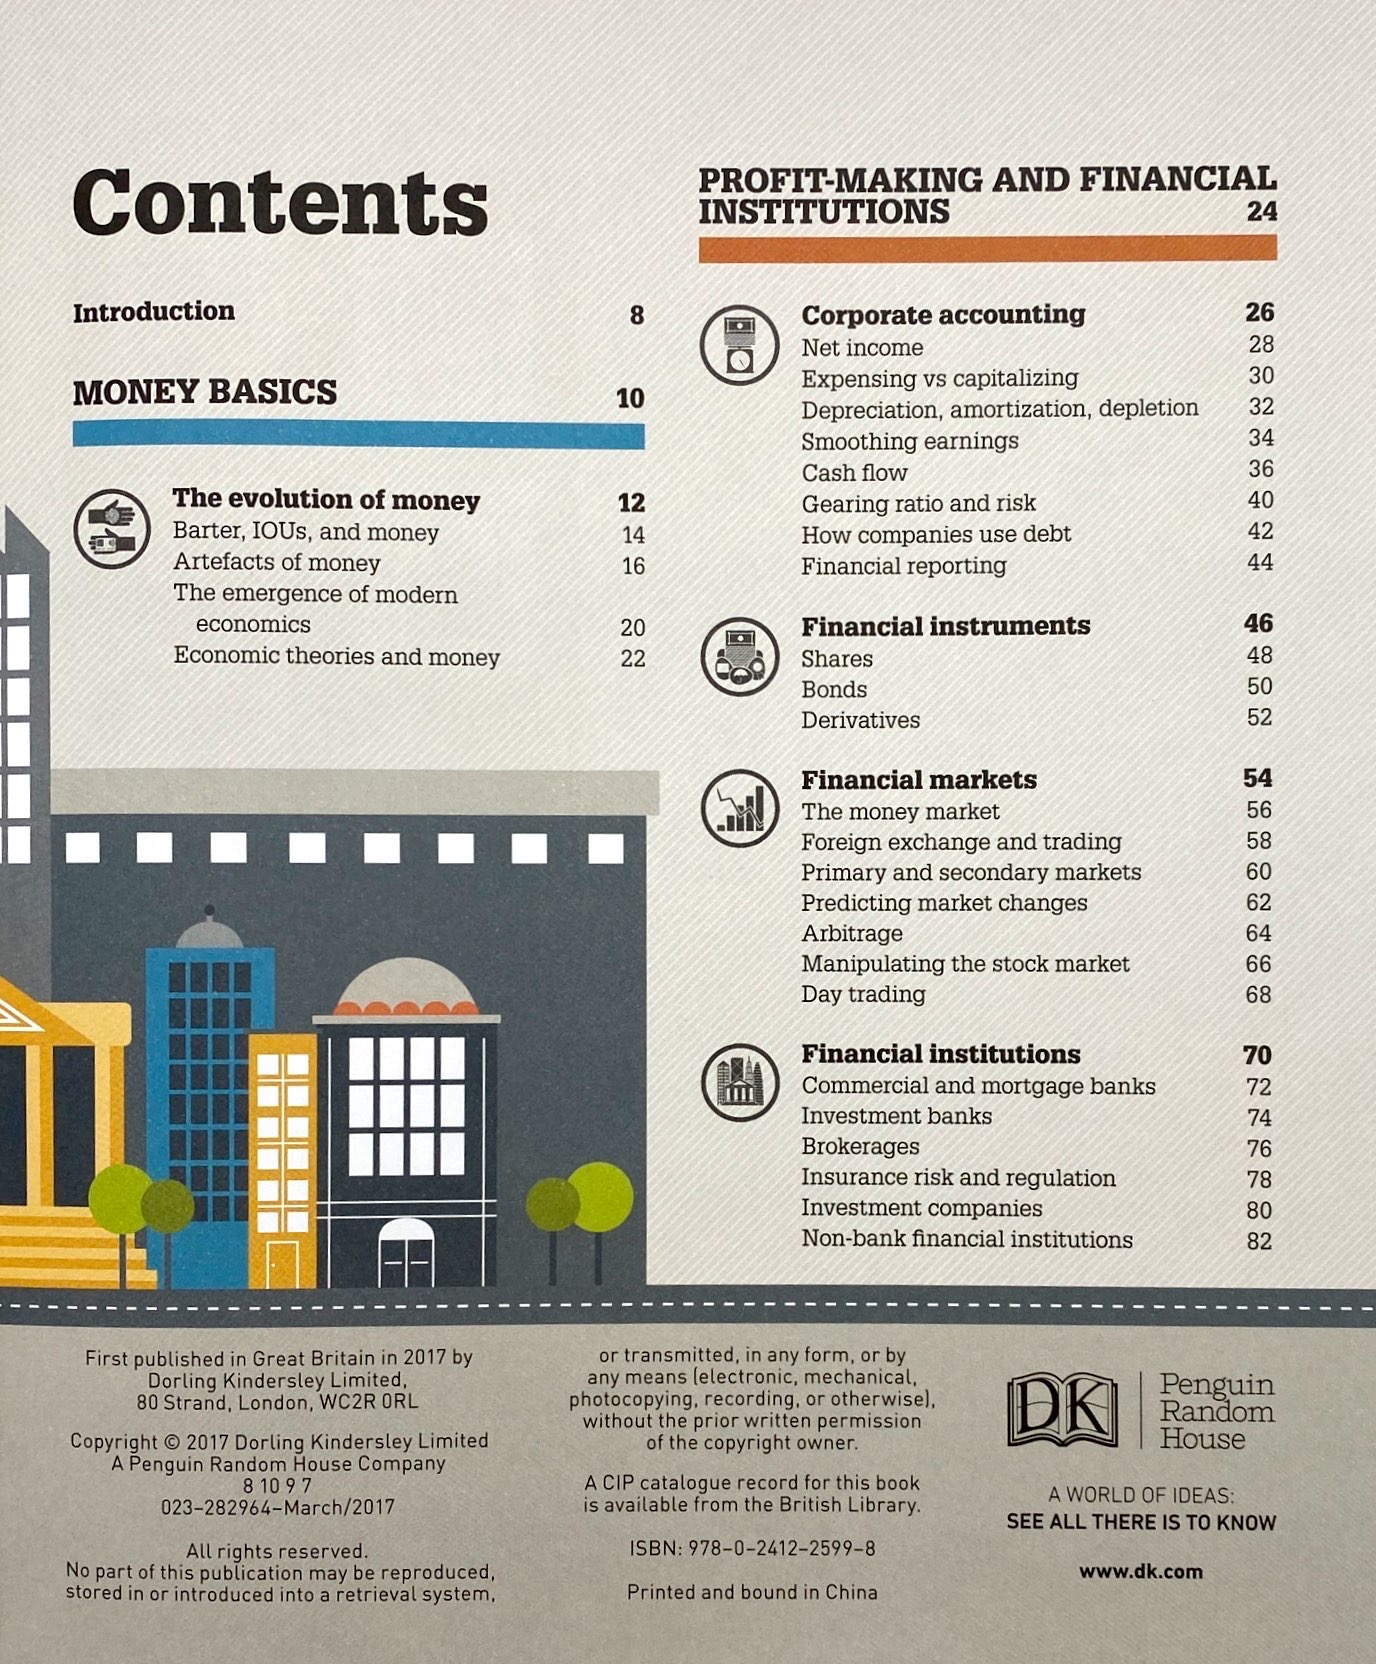 Contents
Introduction 8
MONEY BASICS 10
The evolution of money 12
Barter, IOUs, and money 14
Artefacts of money 16
The emergence of modern
economics 20
Economic theories and money 22
PROFIT-MAKING AND FINANCIAL
INSTITUTIONS 24
Corporate accounting 26
Net income 28
Expensing vs capitalizing 30
Depreciation, amortization, depletion 32
Smoothing earnings 34
Cash flow 36
Gearing ratio and risk 40
How companies use debt 42
Financial reporting 44
Financial instruments 46
Shares 48
Bonds 50
Derivatives 52
Financial markets 54
The money market 56
Foreign exchange and trading 58
Primary and secondary markets 60
Predicting market changes 62
Arbitrage 64
Manipulating the stock market 66
Day trading 68
Financial institutions 70
Commercial and mortgage banks 72
Investment banks 74
Brokerages 76
Insurance risk and regulation 78
Investment companies 80
Non-bank financial institutions 82
First published in Great Britain in 2017 by
Dorling Kindersley Limited,
80 Strand, London, WC2R 0RL
Copyright © 2017 Dorling Kindersley Limited
A Penguin Random House Company
8 10 9 7
023–282964–March/2017
All rights reserved.
No part of this publication may be reproduced,
stored in or introduced into a retrieval system,
or transmitted, in any form, or by
any means (electronic, mechanical,
photocopying, recording, or otherwise),
without the prior written permission
of the copyright owner.
A CIP catalogue record for this book
is available from the British Library.
ISBN: 978–0–2412–2599–8
Printed and bound in China
DK
Penguin
Random
House
A WORLD OF IDEAS:
SEE ALL THERE IS TO KNOW
www.dk.com